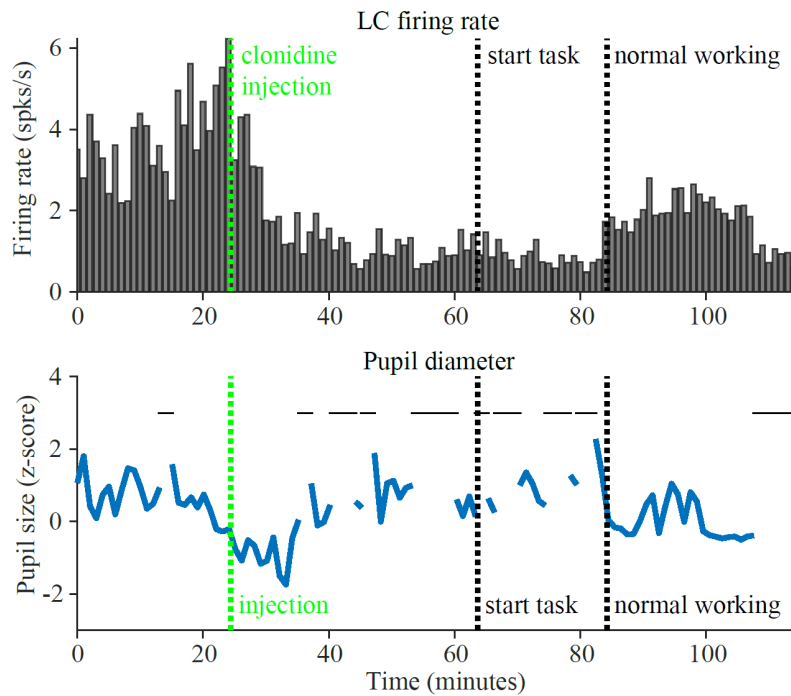 LC firing rate
6
4
2
0
Firing rate (spks/s)
clonidine
injection
start task
normal working
0
20
40
60
80
100
Pupil diameter
4
2
0
-2
Pupil size (z-score)
injection
start task
normal working
0
20
40
60
80
100
Time (minutes)